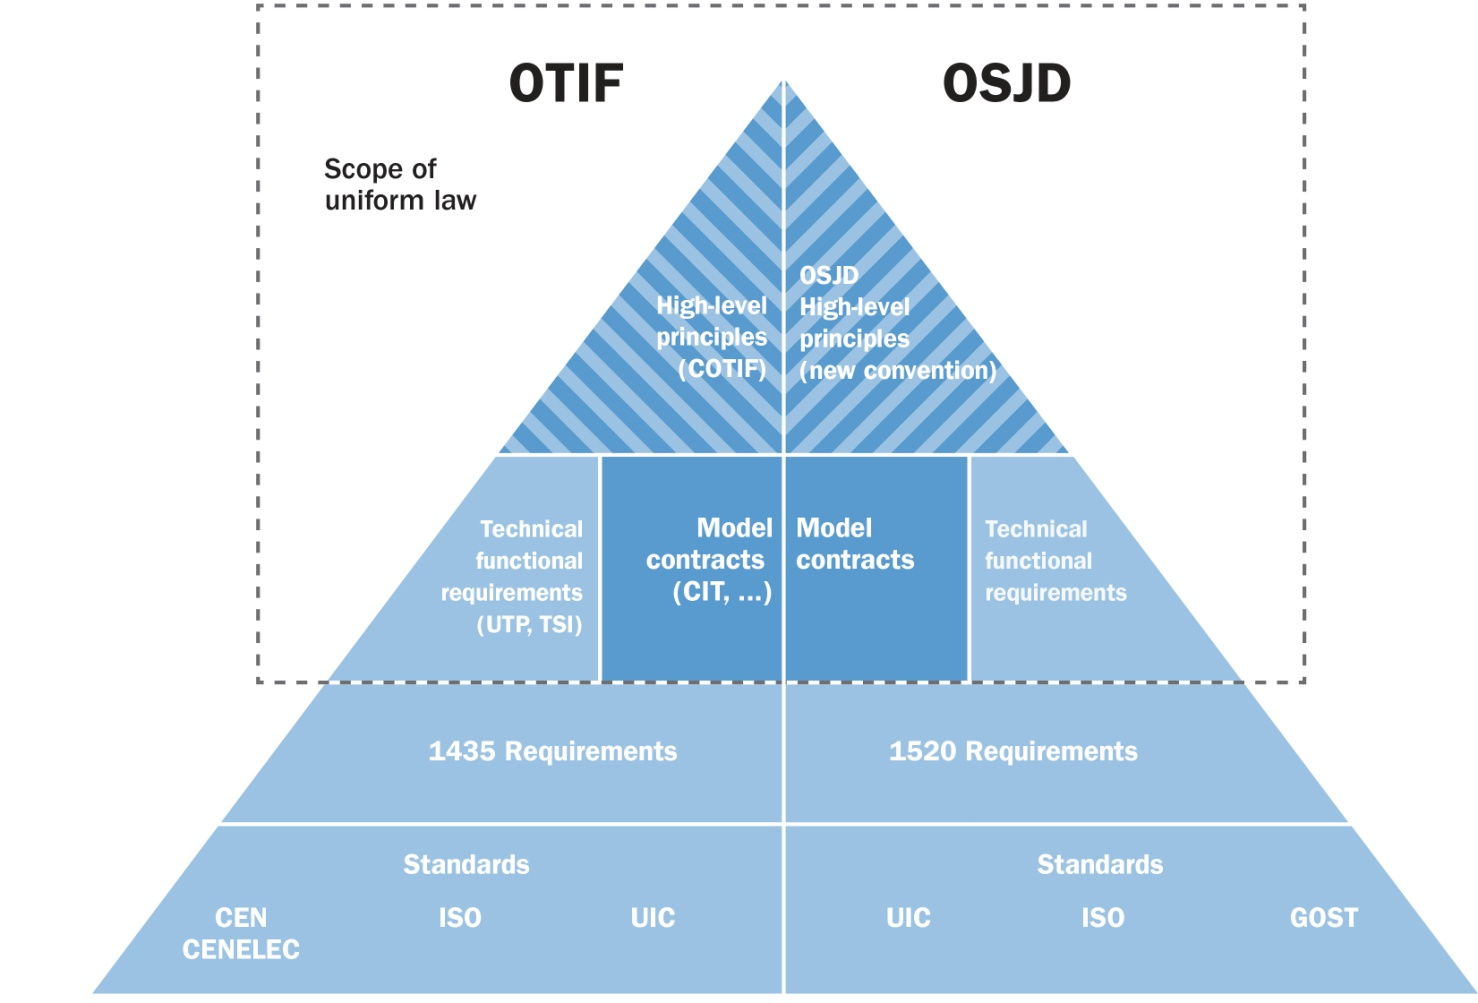 OTIF
OSJD
Scope of
uniform law
High-level
principles
(COTIF)
OSJD
High-level
principles
(new convention)
Technical
functional
requirements
(UTP, TSI)
Model
contracts
(CIT, ...)
Model
contracts
Technical
functional
requirements
1435 Requirements
1520 Requirements
Standards
CEN
CENELEC
ISO
UIC
Standards
UIC
ISO
GOST